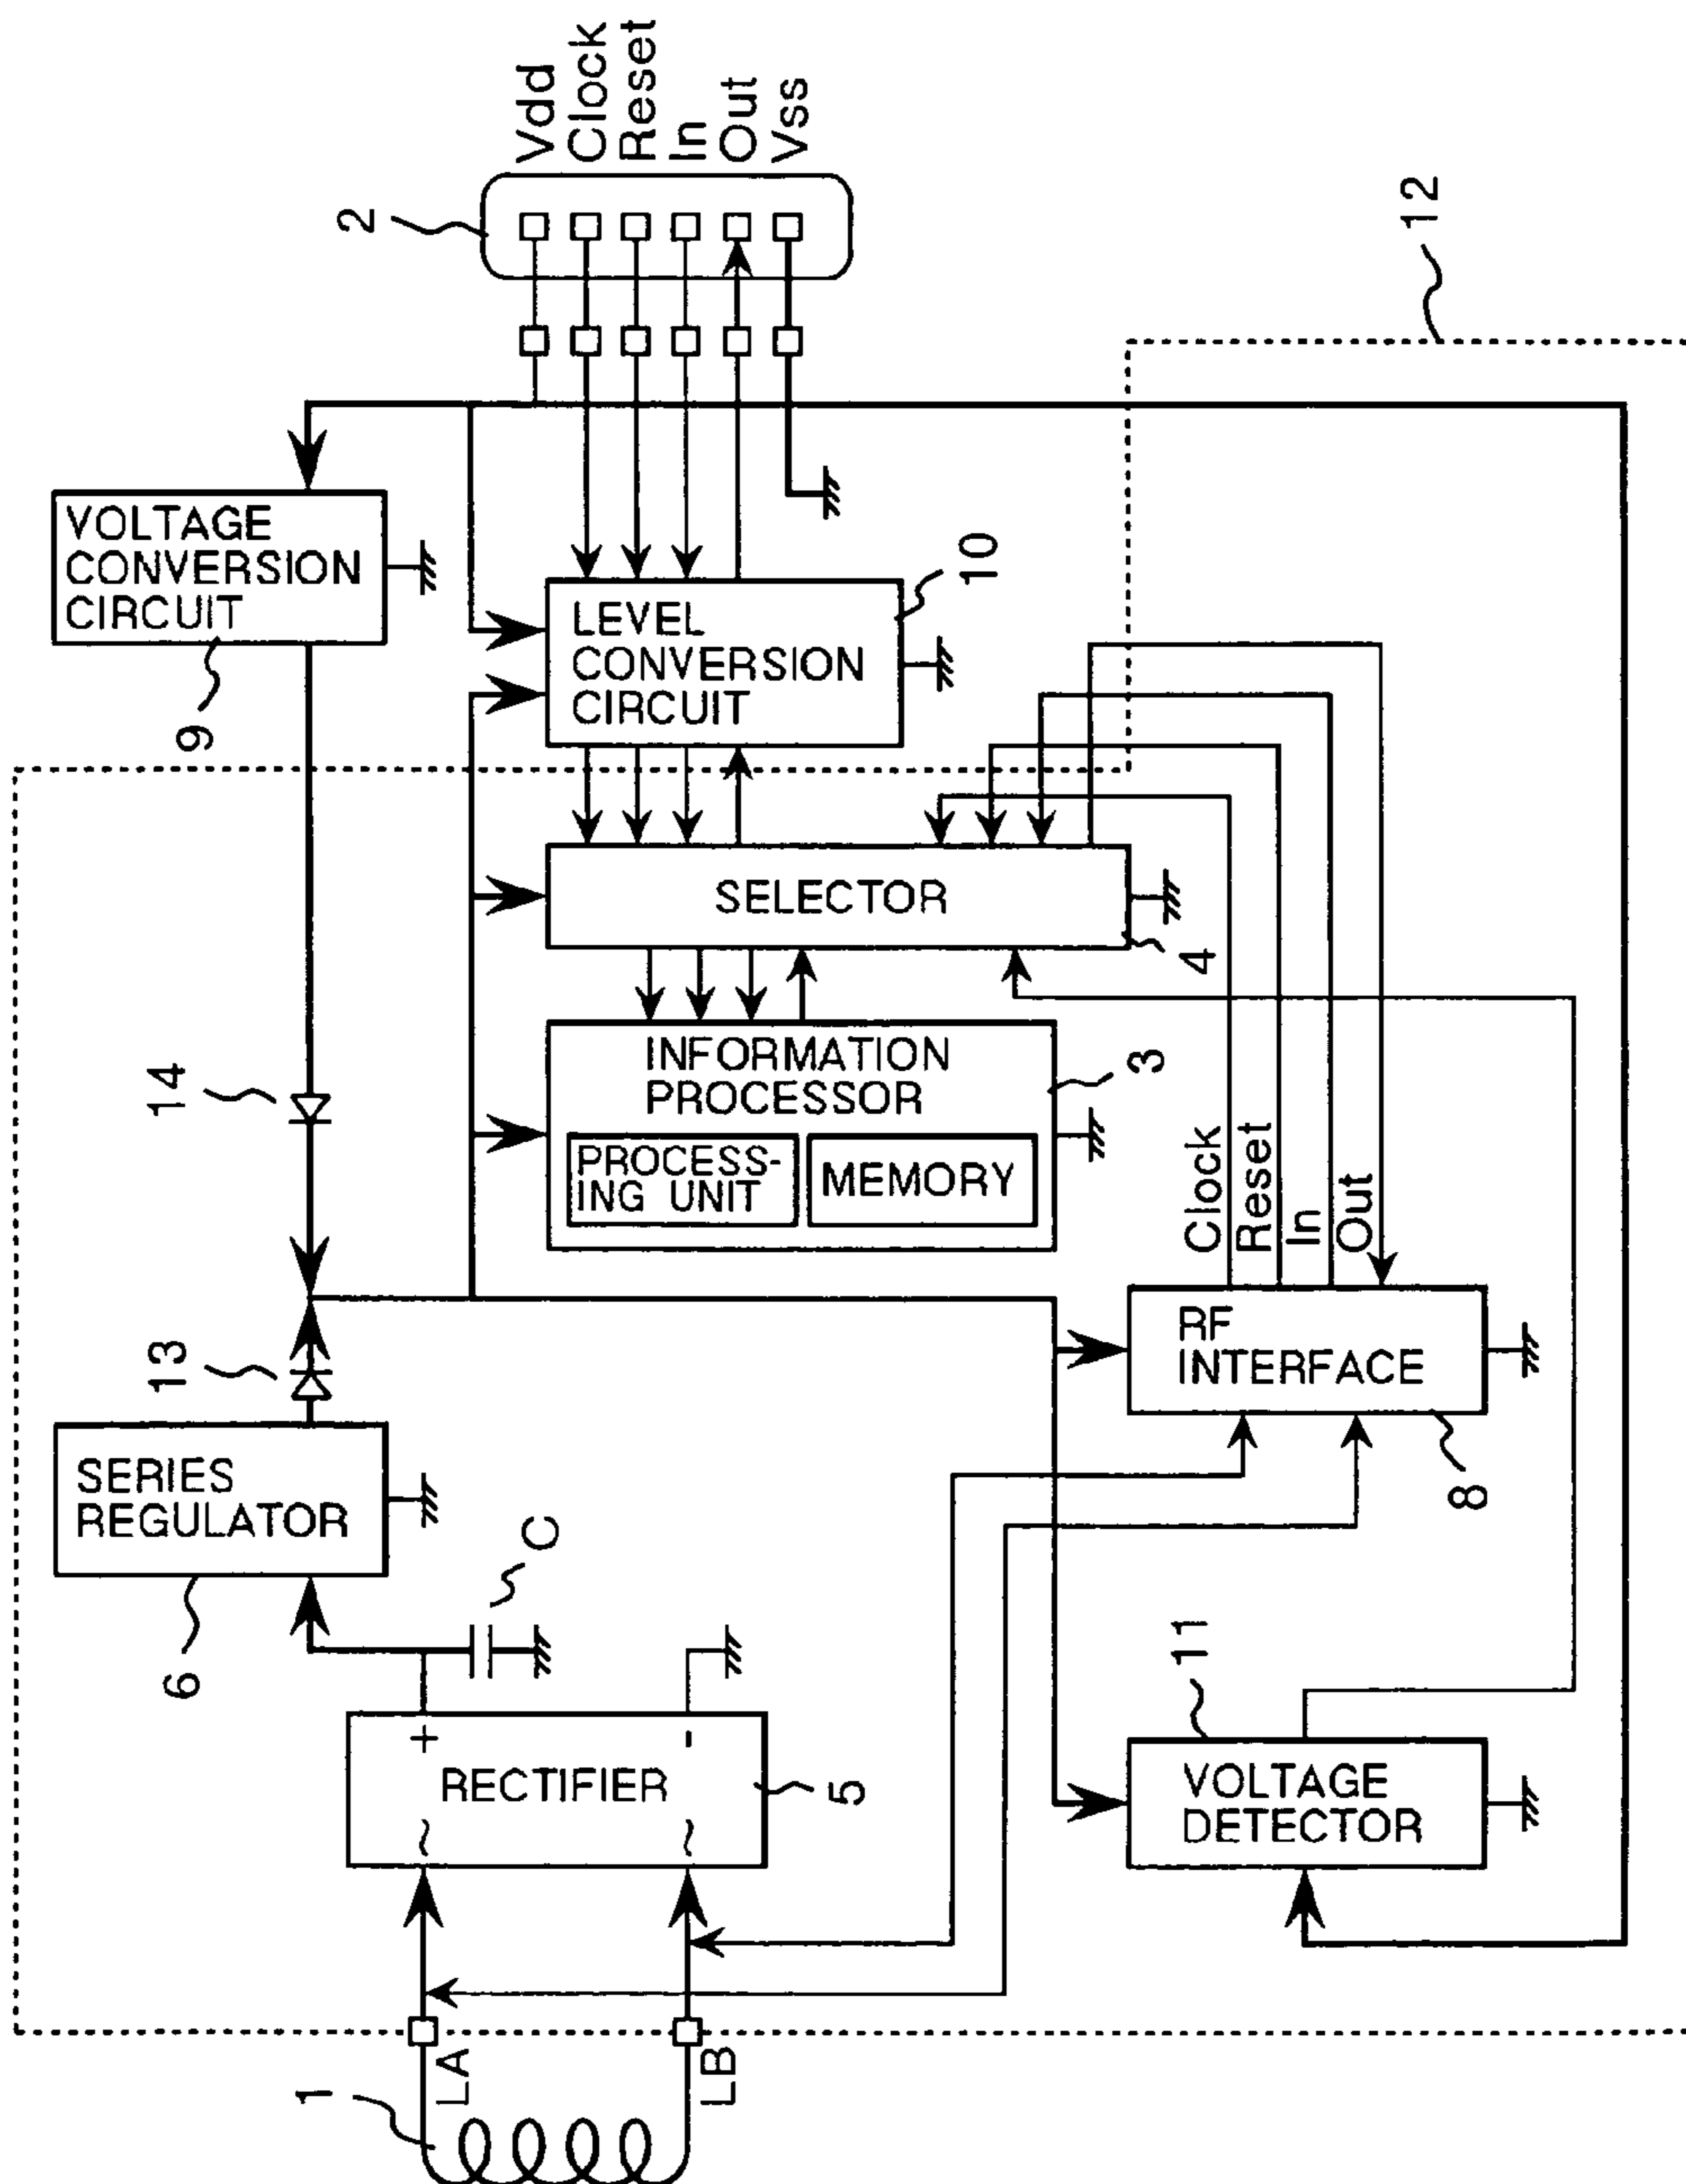 VOLTAGE
CONVERSION
CIRCUIT
9
14
13
SERIES
REGULATOR
6
C
RECTIFIER
+
-
~
~
5
1
LA
LB
2
Vdd
Clock
Reset
In
Out
Vss
LEVEL
CONVERSION
CIRCUIT
10
SELECTOR
4
INFORMATION
PROCESSOR
PROCESS-
ING UNIT
MEMORY
3
Clock
Reset
In
Out
RF
INTERFACE
8
VOLTAGE
DETECTOR
11
12